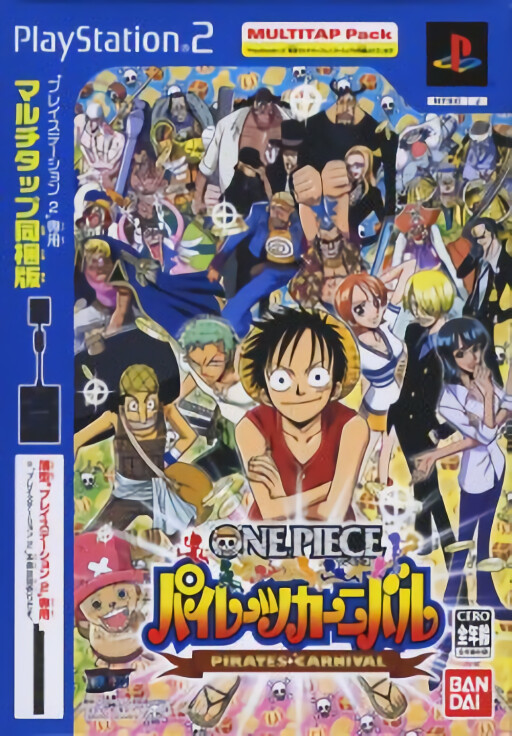 PlayStation®2
MULTITAP Pack
プレイステーション 2 専用
マルチタップ同梱版
ONE PIECE
パイレーツカーニバル
PIRATES CARNIVAL
CERO
全年齢
BAN
DAI